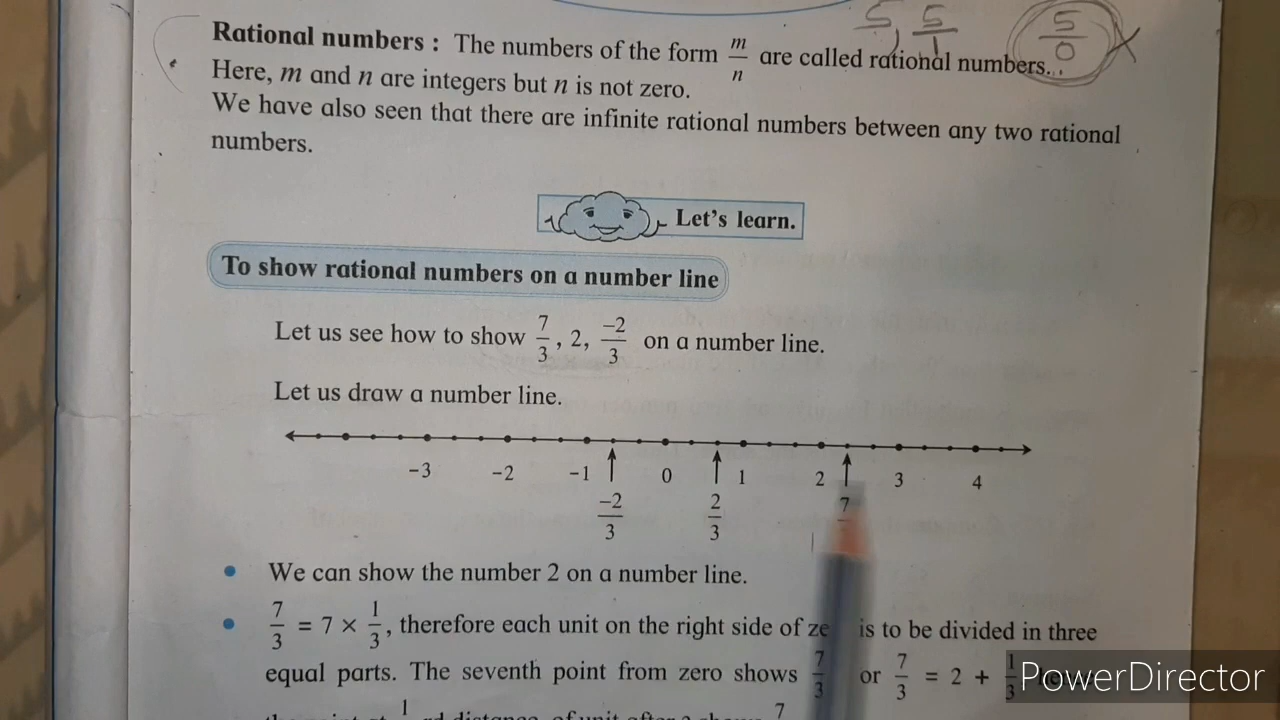 5, 5/1 5/0 ×
Rational numbers : The numbers of the form m/n are called rational numbers.
Here, m and n are integers but n is not zero.
We have also seen that there are infinite rational numbers between any two rational
numbers.
Let's learn.
To show rational numbers on a number line
Let us see how to show 7/3, 2, -2/3 on a number line.
Let us draw a number line.
-3 -2 -1 0 1 2 3 4
-2/3 2/3 7
We can show the number 2 on a number line.
7/3 = 7 × 1/3, therefore each unit on the right side of is to be divided in three
equal parts. The seventh point from zero shows 7/3 or 7/3 = 2 + 1/3
PowerDirector